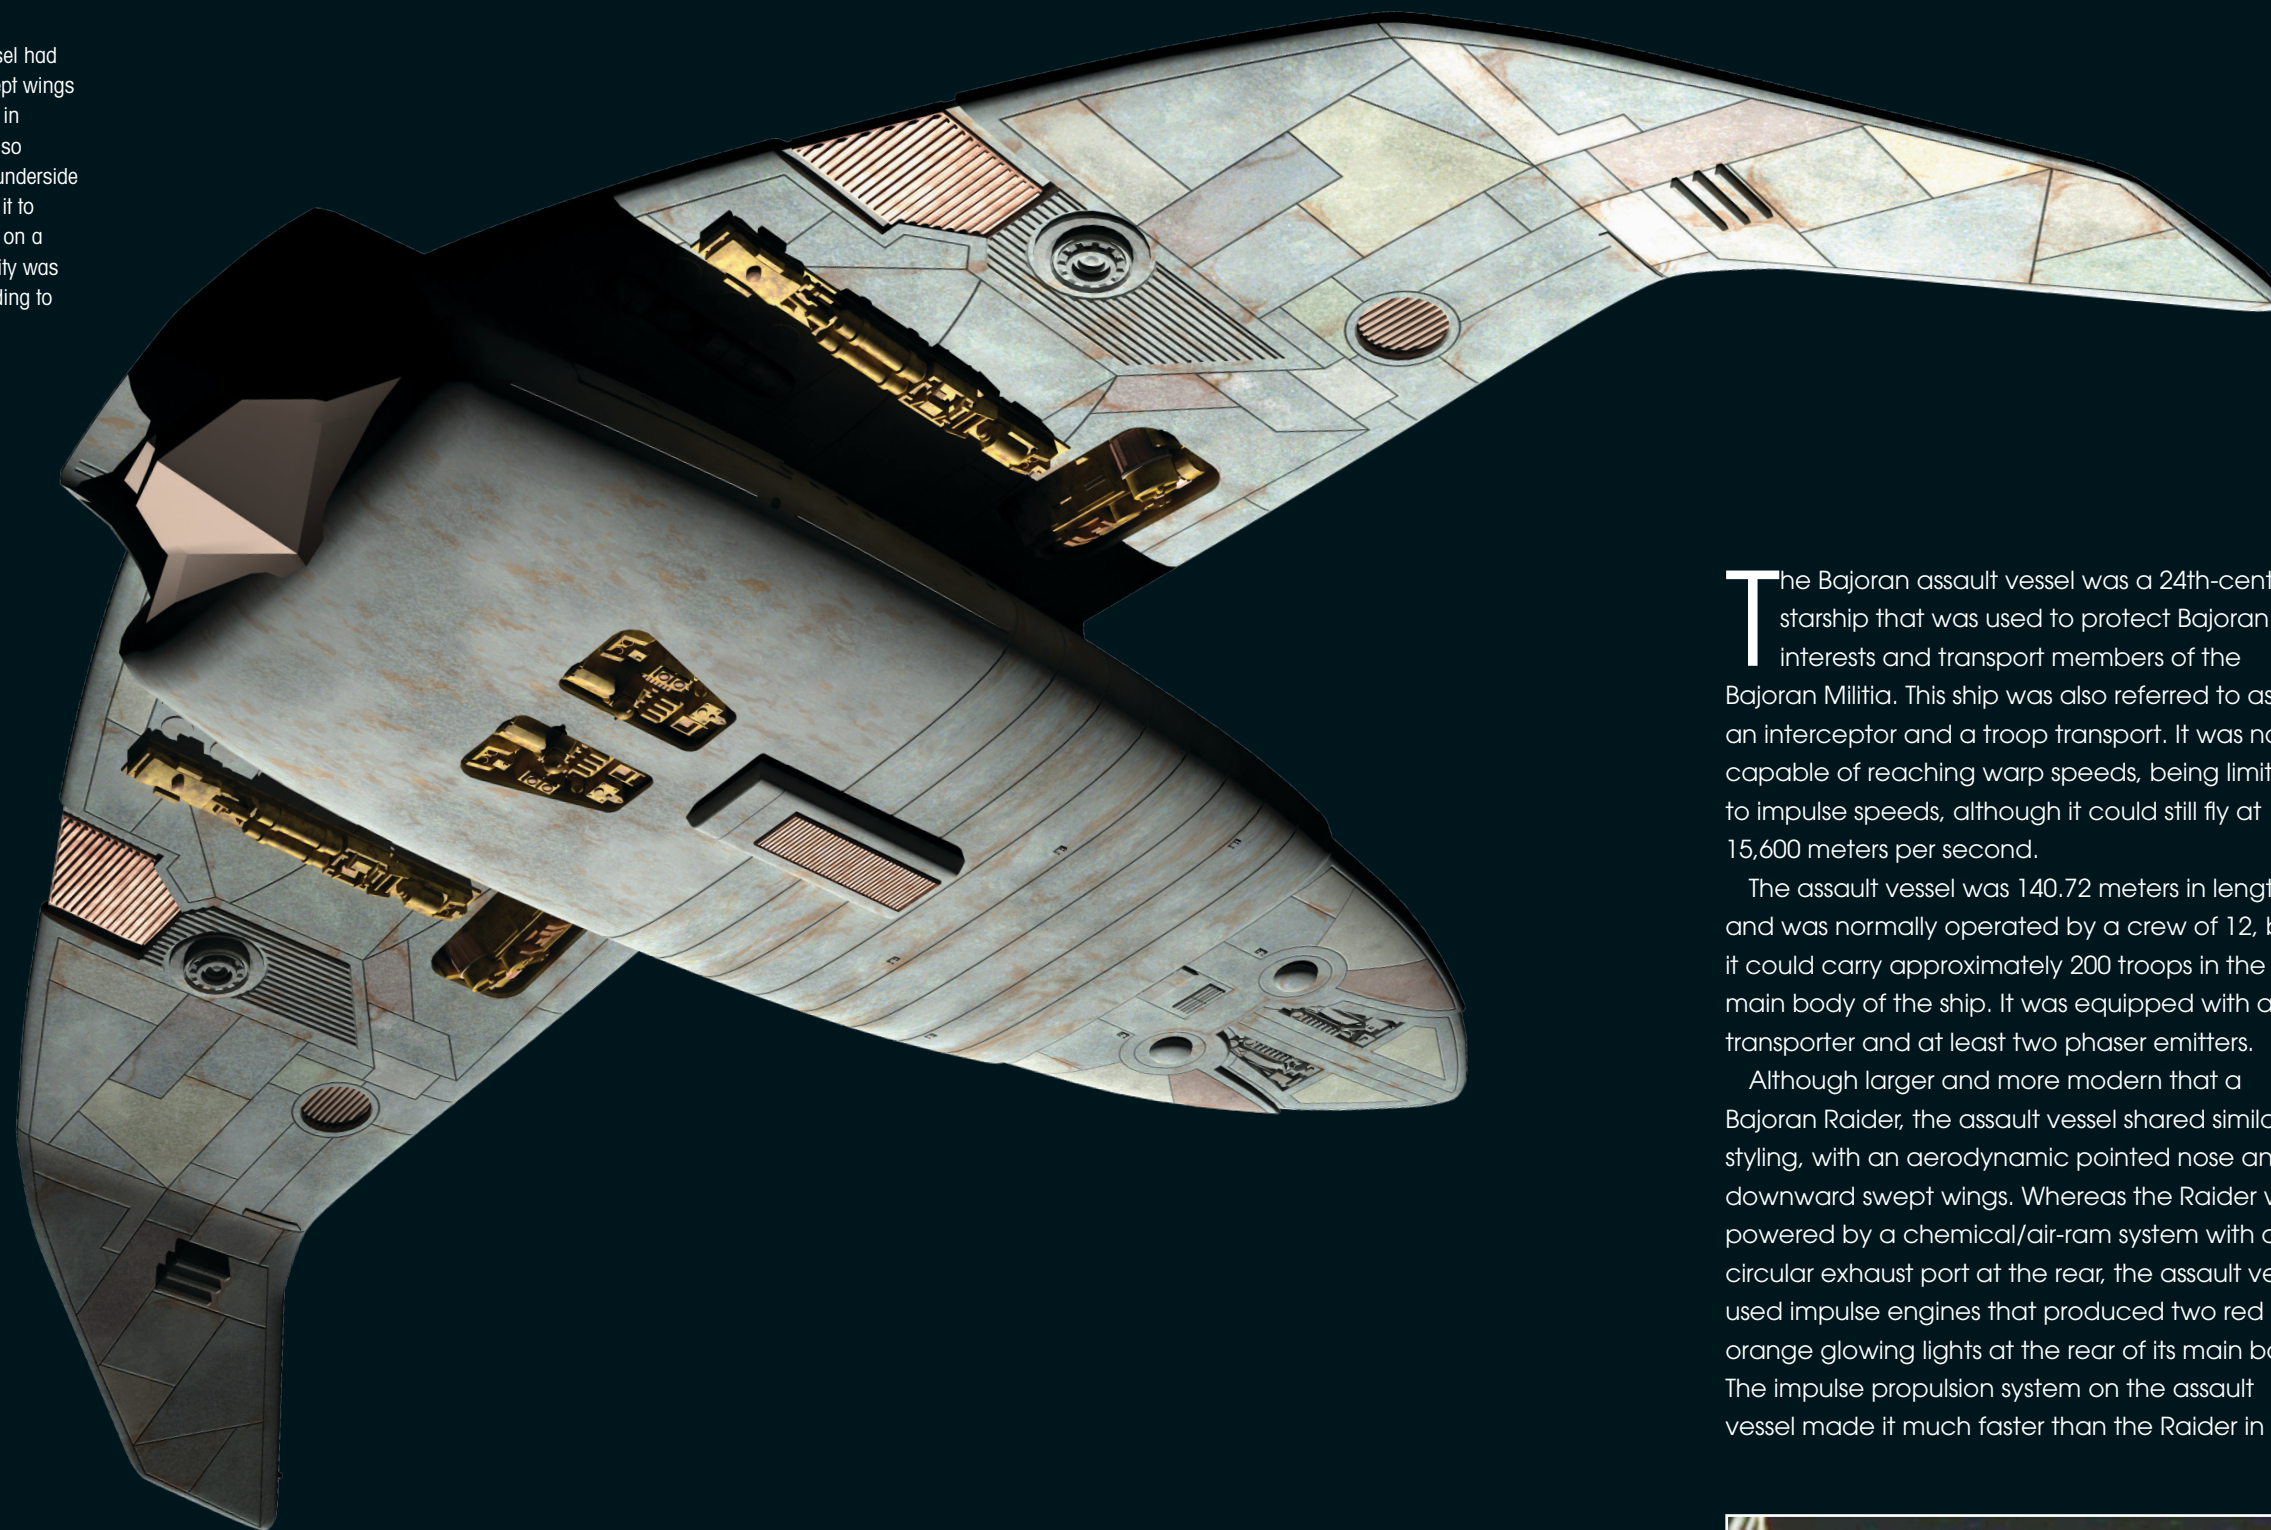 sel had
pt wings
in
so
underside
it to
on a
ity was
ding to
The Bajoran assault vessel was a 24th-cent
starship that was used to protect Bajoran
interests and transport members of the
Bajoran Militia. This ship was also referred to as
an interceptor and a troop transport. It was no
capable of reaching warp speeds, being limit
to impulse speeds, although it could still fly at
15,600 meters per second.
The assault vessel was 140.72 meters in lengt
and was normally operated by a crew of 12, b
it could carry approximately 200 troops in the
main body of the ship. It was equipped with a
transporter and at least two phaser emitters.
Although larger and more modern that a
Bajoran Raider, the assault vessel shared simila
styling, with an aerodynamic pointed nose an
downward swept wings. Whereas the Raider w
powered by a chemical/air-ram system with a
circular exhaust port at the rear, the assault ve
used impulse engines that produced two red
orange glowing lights at the rear of its main bo
The impulse propulsion system on the assault
vessel made it much faster than the Raider in